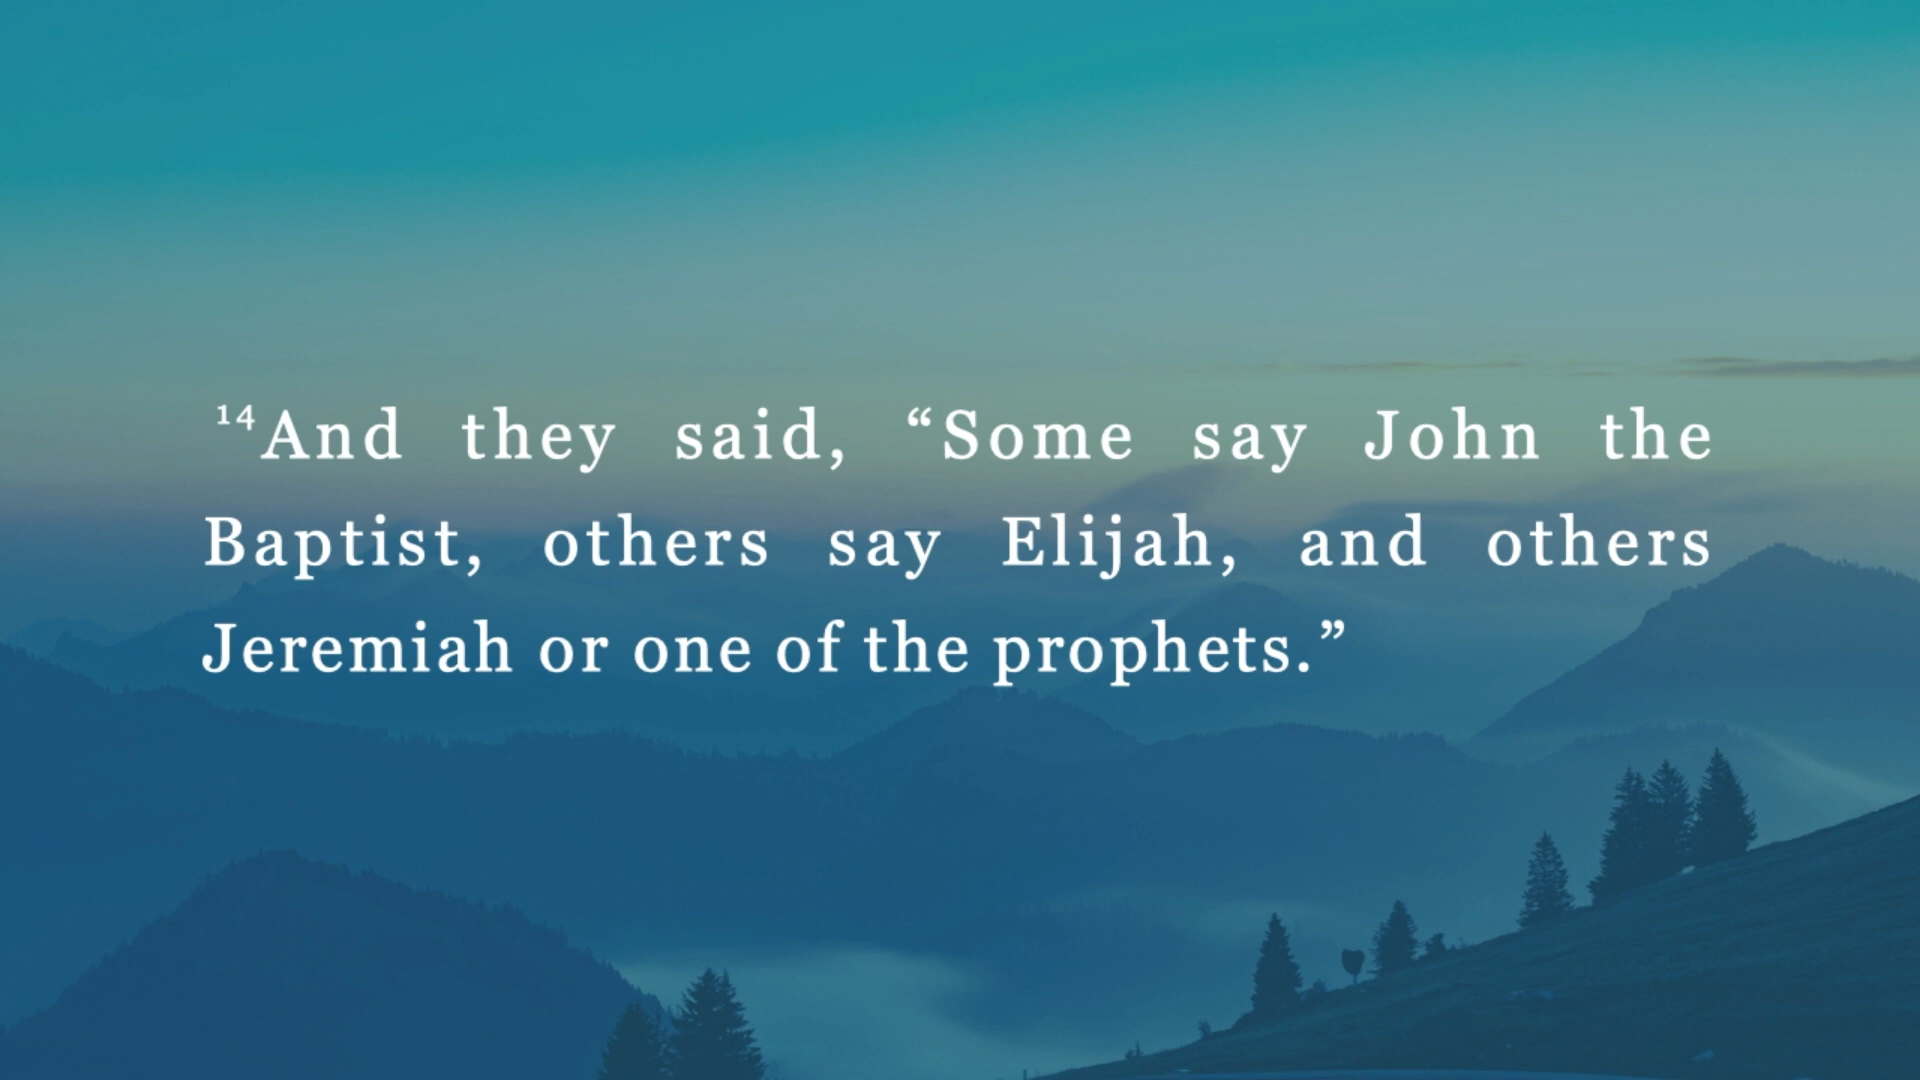 ¹⁴And they said, “Some say John the
Baptist, others say Elijah, and others
Jeremiah or one of the prophets.”